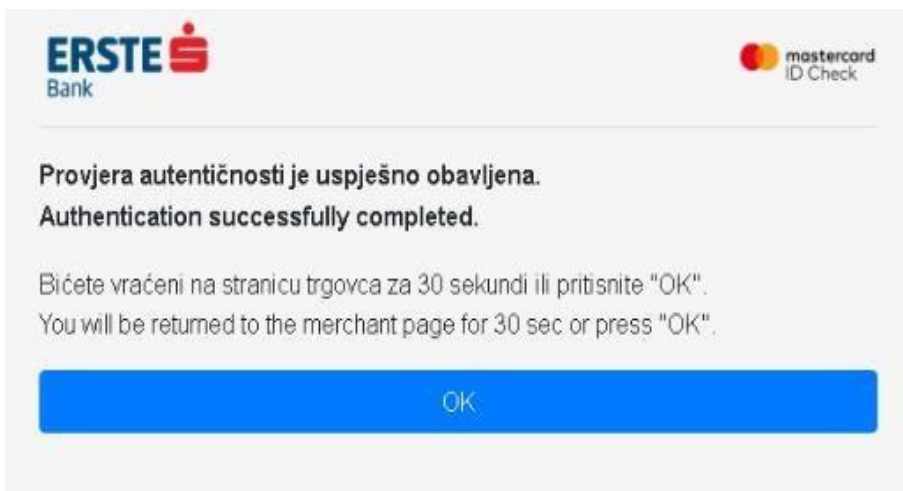 ERSTE
Bank
mastercard
ID Check
Provjera autentičnosti je uspješno obavljena.
Authentication successfully completed.
Bićete vraćeni na stranicu trgovca za 30 sekundi ili pritisnite "OK".
You will be returned to the merchant page for 30 sec or press "OK".
OK